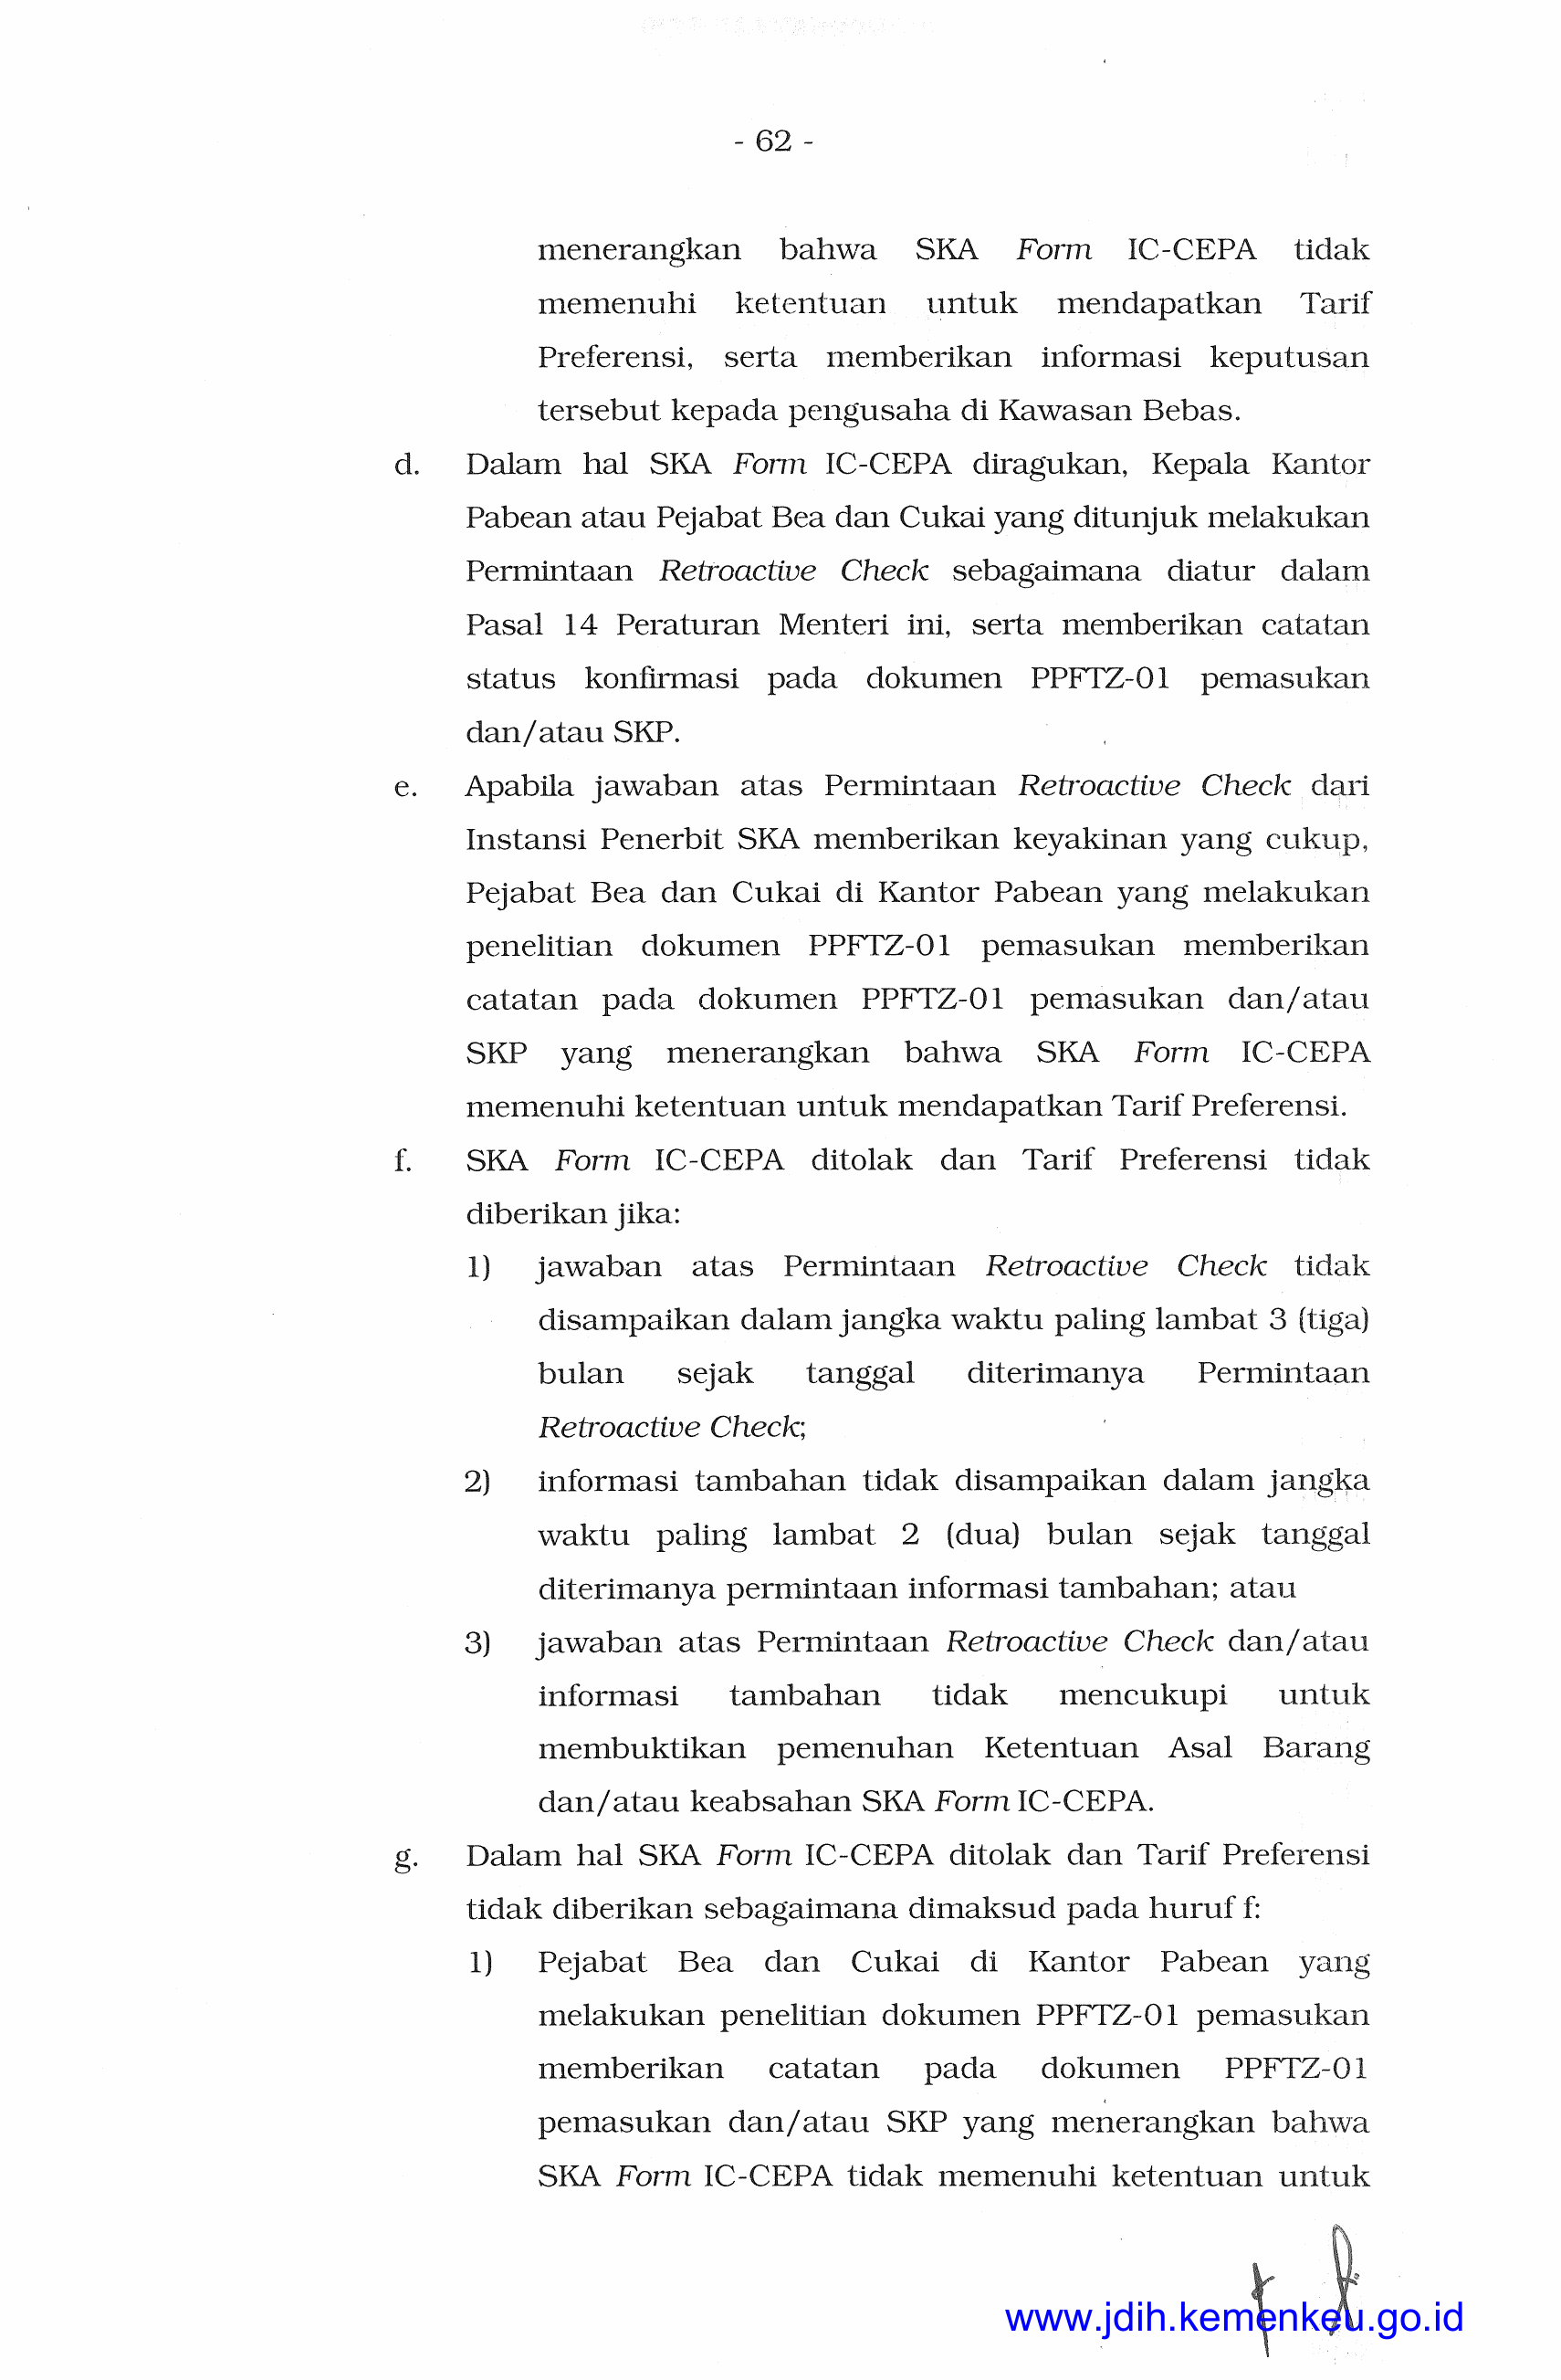 - 62 -
menerangkan bahwa SKA Form IC-CEPA tidak
memenuhi ketentuan untuk mendapatkan Tarif
Preferensi, serta memberikan informasi keputusan
tersebut kepada pengusaha di Kawasan Bebas.
d. Dalam hal SKA Form IC-CEPA diragukan, Kepala Kantor
Pabean atau Pejabat Bea dan Cukai yang ditunjuk melakukan
Permintaan Retroactive Check sebagaimana diatur dalam
Pasal 14 Peraturan Menteri ini, serta memberikan catatan
status konfirmasi pada dokumen PPFTZ-01 pemasukan
dan/atau SKP.
e. Apabila jawaban atas Permintaan Retroactive Check dari
Instansi Penerbit SKA memberikan keyakinan yang cukup,
Pejabat Bea dan Cukai di Kantor Pabean yang melakukan
penelitian dokumen PPFTZ-01 pemasukan memberikan
catatan pada dokumen PPFTZ-01 pemasukan dan/atau
SKP yang menerangkan bahwa SKA Form IC-CEPA
memenuhi ketentuan untuk mendapatkan Tarif Preferensi.
f. SKA Form IC-CEPA ditolak dan Tarif Preferensi tidak
diberikan jika:
1) jawaban atas Permintaan Retroactive Check tidak
disampaikan dalam jangka waktu paling lambat 3 (tiga)
bulan sejak tanggal diterimanya Permintaan
Retroactive Check;
2) informasi tambahan tidak disampaikan dalam jangka
waktu paling lambat 2 (dua) bulan sejak tanggal
diterimanya permintaan informasi tambahan; atau
3) jawaban atas Permintaan Retroactive Check dan/atau
informasi tambahan tidak mencukupi untuk
membuktikan pemenuhan Ketentuan Asal Barang
dan/atau keabsahan SKA Form IC-CEPA.
g. Dalam hal SKA Form IC-CEPA ditolak dan Tarif Preferensi
tidak diberikan sebagaimana dimaksud pada huruf f:
1) Pejabat Bea dan Cukai di Kantor Pabean yang
melakukan penelitian dokumen PPFTZ-01 pemasukan
memberikan catatan pada dokumen PPFTZ-01
pemasukan dan/atau SKP yang menerangkan bahwa
SKA Form IC-CEPA tidak memenuhi ketentuan untuk
www.jdih.kemenkeu.go.id